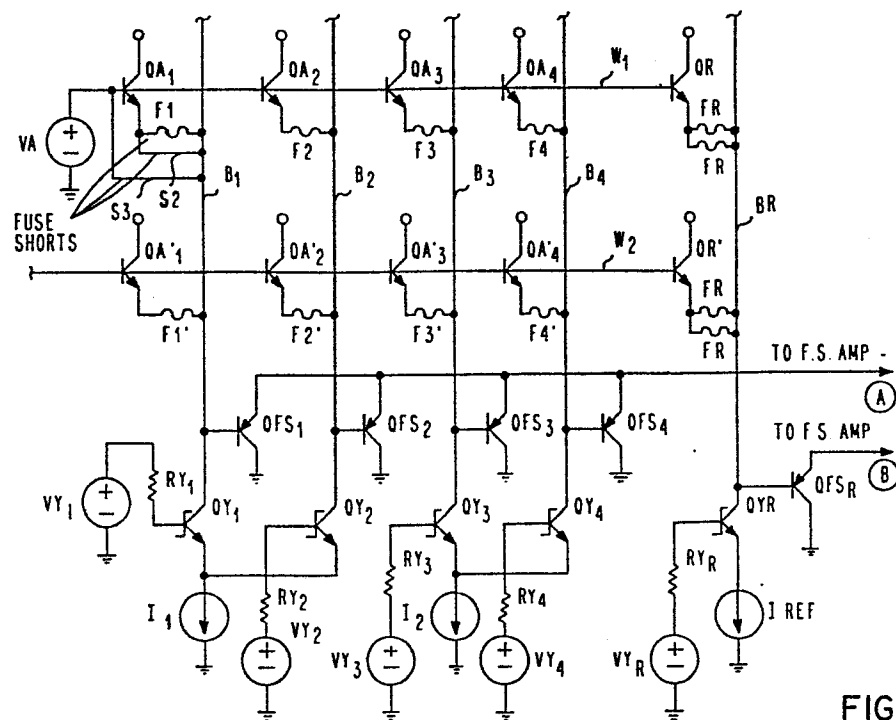 QA₁
QA₂
QA₃
QA₄
W₁
QR
VA
F1
F2
F3
F4
FR
FR
S3
S2
B₁
B₂
B₃
B₄
BR
FUSE
SHORTS
QA'₁
QA'₂
QA'₃
QA'₄
W₂
QR'
F1'
F2'
F3'
F4'
FR
FR
TO F.S. AMP -
A
QFS₁
QFS₂
QFS₃
QFS₄
TO F.S. AMP
B
VY₁
RY₁
QY₁
QY₂
QY₃
QY₄
QYR
QFSR
RY₂
RY₃
RY₄
RYR
I₁
VY₂
VY₃
I₂
VY₄
VYR
I REF
FIG